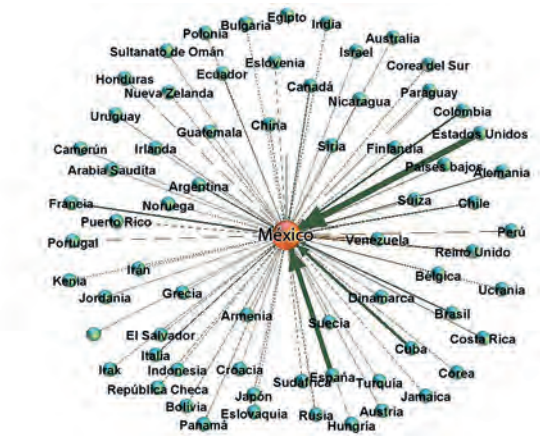 Egipto
Bulgaria
India
Polonia
Australia
Sultanato de Omán
Israel
Eslovenia
Corea del Sur
Ecuador
Honduras
Canadá
Paraguay
Nueva Zelanda
Nicaragua
Colombia
Uruguay
China
Guatemala
Estados Unidos
Camerún
Irlanda
Siria
Finlandia
Arabia Saudita
Países bajos
Alemania
Argentina
Francia
Noruega
Suiza
Chile
Puerto Rico
México
Perú
Portugal
Venezuela
Reino Unido
Irán
Bélgica
Kenia
Ucrania
Jordania
Grecia
Dinamarca
Armenia
Suecia
Brasil
El Salvador
Costa Rica
Italia
Cuba
Irak
Indonesia
Croacia
Sudáfrica
España
Turquía
Corea
República Checa
Japón
Jamaica
Bolivia
Eslovaquia
Rusia
Austria
Panamá
Hungría